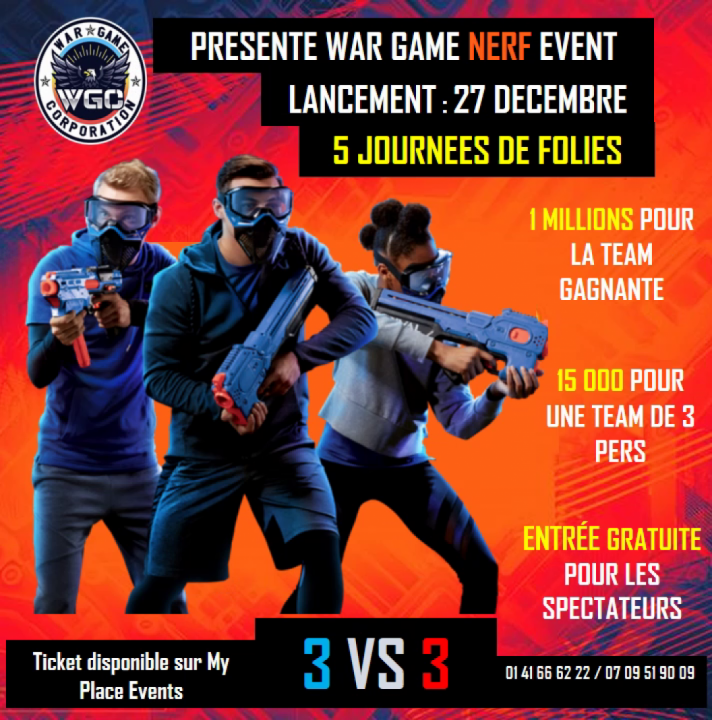 WAR GAME
WGC
CORPORATION
PRESENTE WAR GAME NERF EVENT
LANCEMENT : 27 DECEMBRE
5 JOURNEES DE FOLIES
1 MILLIONS POUR
LA TEAM
GAGNANTE
15 000 POUR
UNE TEAM DE 3
PERS
ENTRÉE GRATUITE
POUR LES
SPECTATEURS
Ticket disponible sur My
Place Events
3 VS 3
01 41 66 62 22 / 07 09 51 90 09